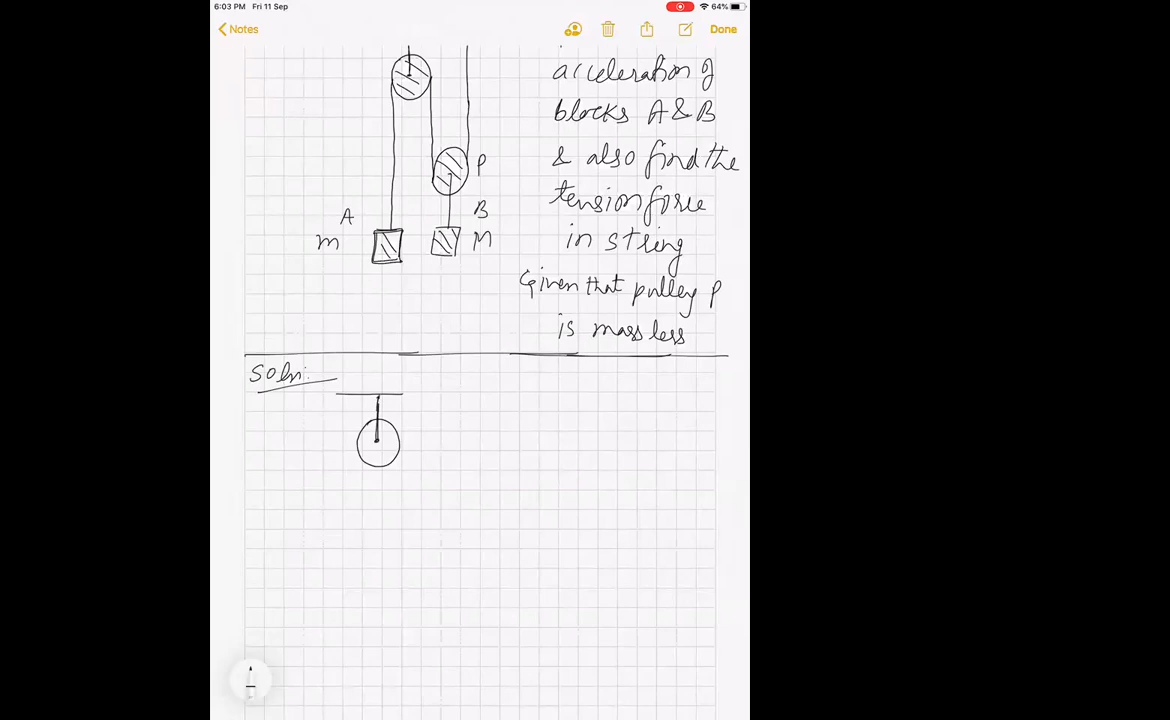 6:03 PM Fri 11 Sep
64%
Notes
Done
acceleration of
blocks A & B
& also find the
tension force
in string
Given that pulley P
is massless
P
A
B
m
M
Soln: